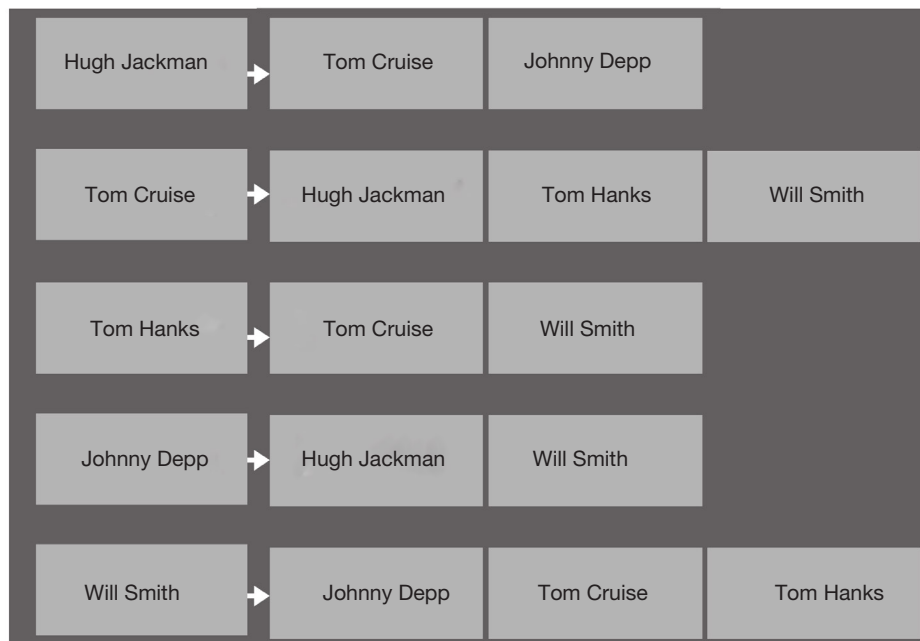 Hugh Jackman Tom Cruise Johnny Depp
Tom Cruise Hugh Jackman Tom Hanks Will Smith
Tom Hanks Tom Cruise Will Smith
Johnny Depp Hugh Jackman Will Smith
Will Smith Johnny Depp Tom Cruise Tom Hanks